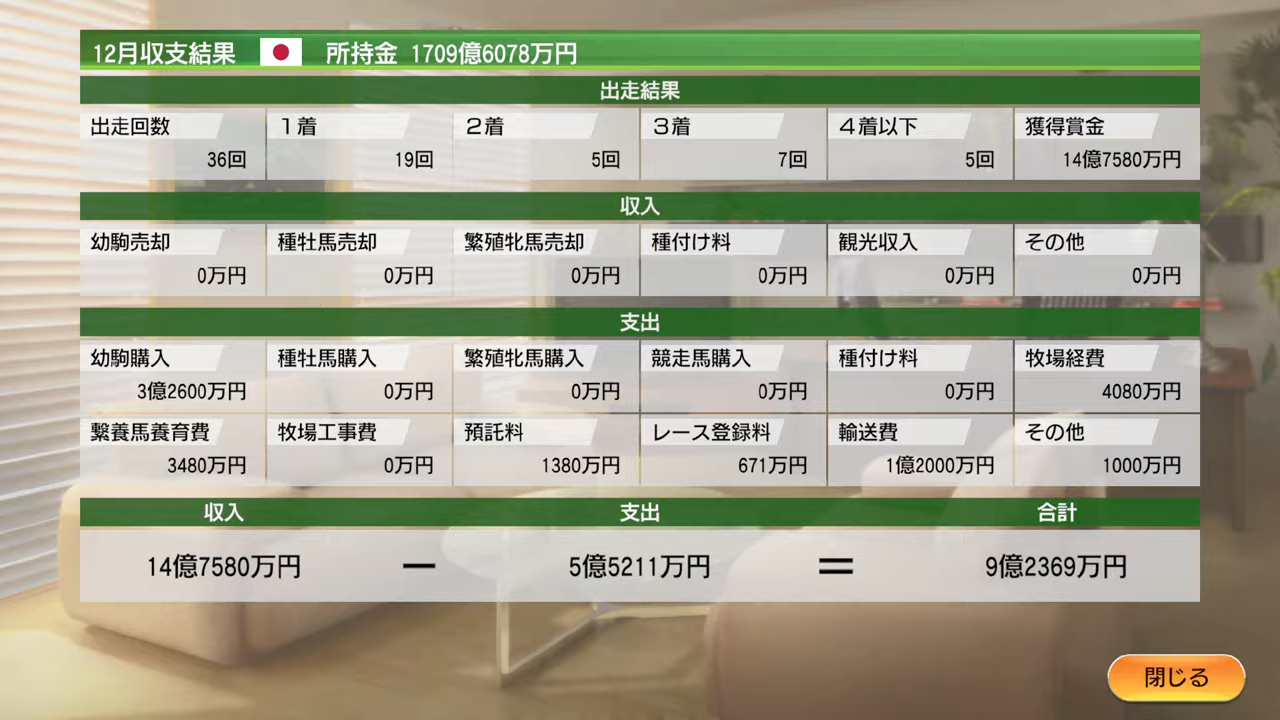 12月収支結果 所持金 1709億6078万円
出走結果
出走回数 1着 2着 3着 4着以下 獲得賞金
36回 19回 5回 7回 5回 14億7580万円
収入
幼駒売却 種牡馬売却 繁殖牝馬売却 種付け料 観光収入 その他
0万円 0万円 0万円 0万円 0万円 0万円
支出
幼駒購入 種牡馬購入 繁殖牝馬購入 競走馬購入 種付け料 牧場経費
3億2600万円 0万円 0万円 0万円 0万円 4080万円
繋養馬養育費 牧場工事費 預託料 レース登録料 輸送費 その他
3480万円 0万円 1380万円 671万円 1億2000万円 1000万円
収入 支出 合計
14億7580万円 − 5億5211万円 = 9億2369万円
閉じる